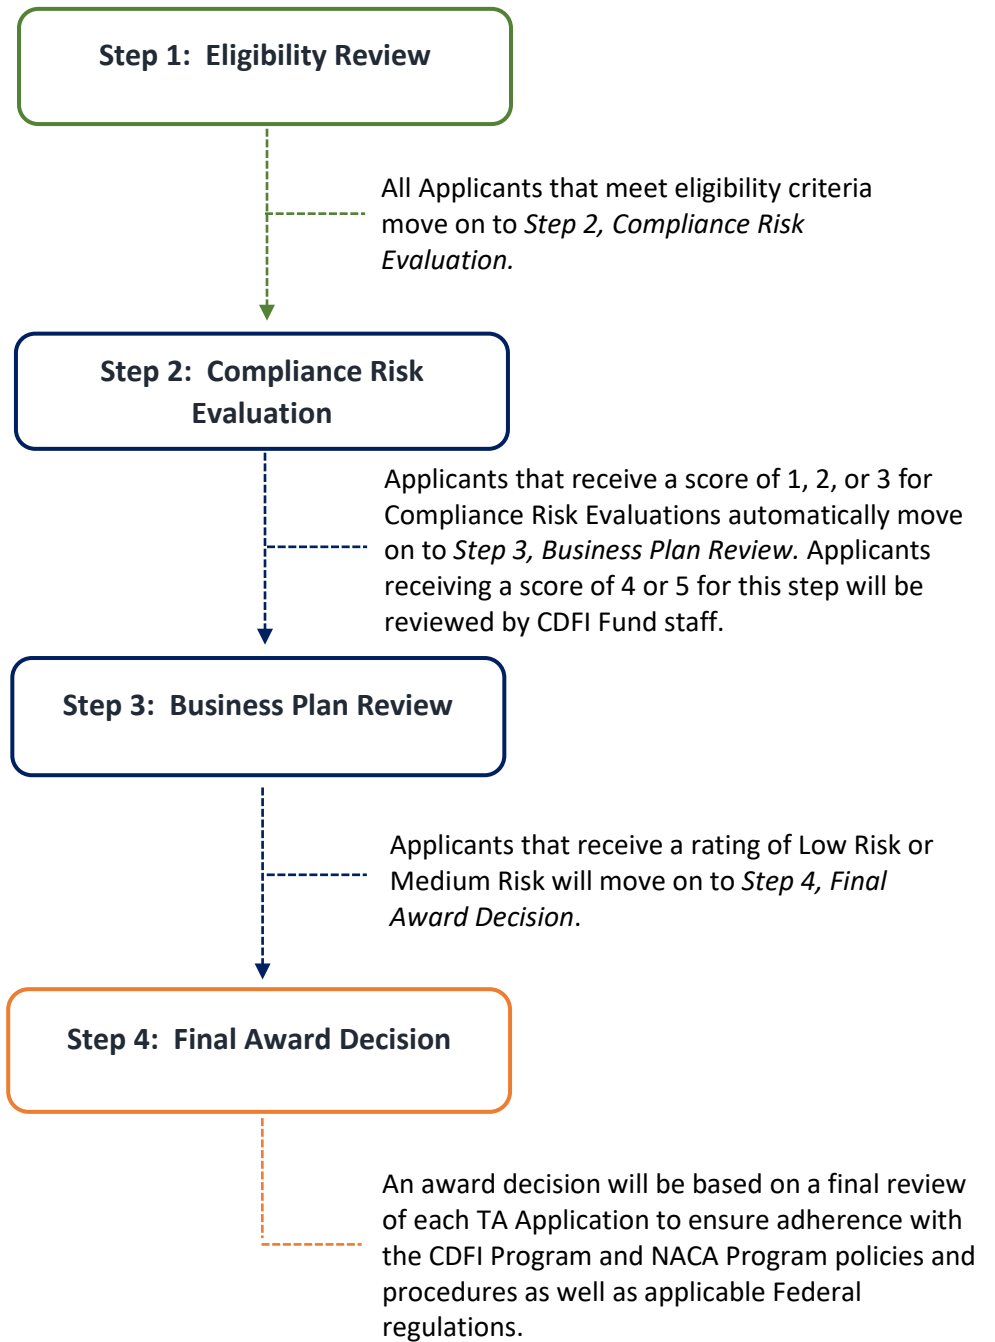 Step 1: Eligibility Review
All Applicants that meet eligibility criteria
move on to Step 2, Compliance Risk
Evaluation.
Step 2: Compliance Risk
Evaluation
Applicants that receive a score of 1, 2, or 3 for
Compliance Risk Evaluations automatically move
on to Step 3, Business Plan Review. Applicants
receiving a score of 4 or 5 for this step will be
reviewed by CDFI Fund staff.
Step 3: Business Plan Review
Applicants that receive a rating of Low Risk or
Medium Risk will move on to Step 4, Final
Award Decision.
Step 4: Final Award Decision
An award decision will be based on a final review
of each TA Application to ensure adherence with
the CDFI Program and NACA Program policies and
procedures as well as applicable Federal
regulations.